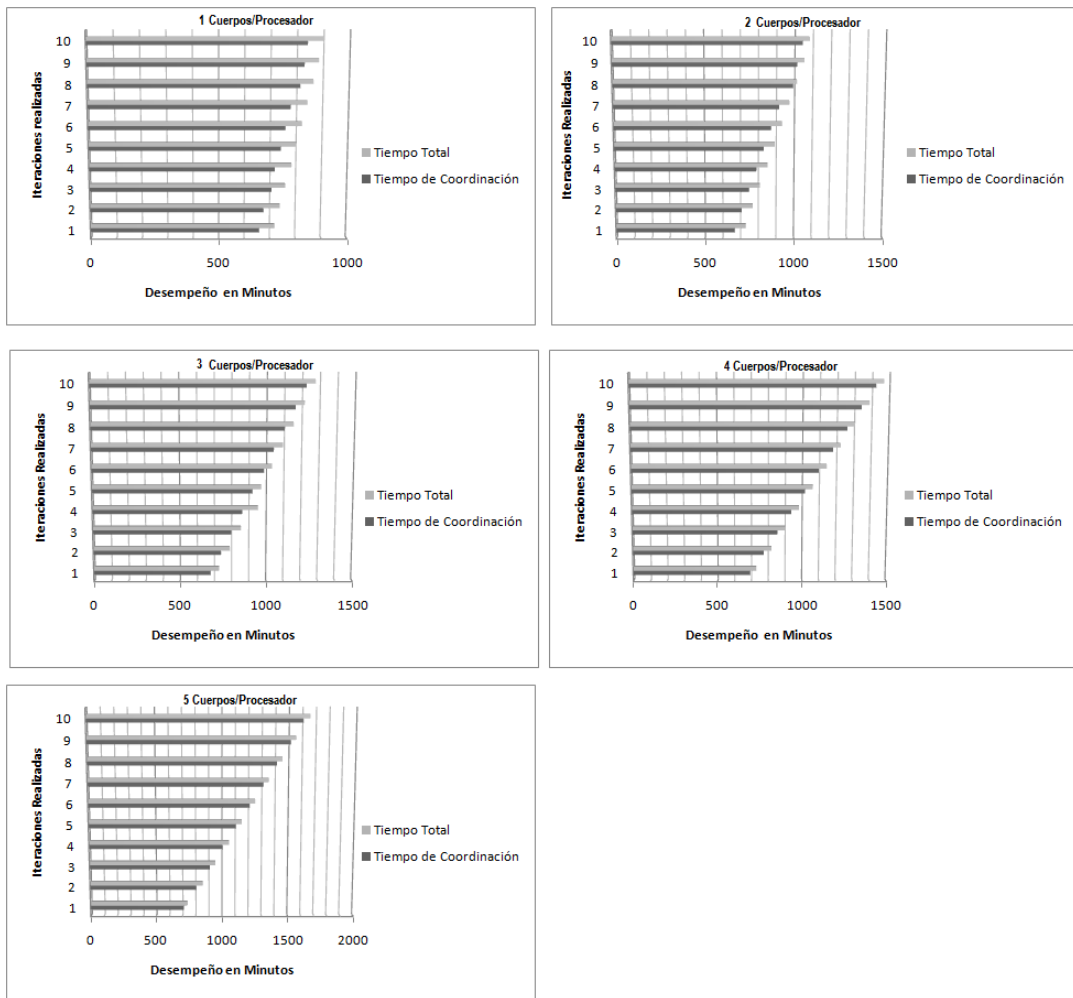 1 Cuerpos/Procesador
Iteraciones realizadas
10
9
8
7
6
5
4
3
2
1
0 500 1000
Desempeño en Minutos
Tiempo Total
Tiempo de Coordinación
2 Cuerpos/Procesador
Iteraciones Realizadas
10
9
8
7
6
5
4
3
2
1
0 500 1000 1500
Desempeño en Minutos
Tiempo Total
Tiempo de Coordinación
3 Cuerpos/Procesador
Iteraciones Realizadas
10
9
8
7
6
5
4
3
2
1
0 500 1000 1500
Desempeño en Minutos
Tiempo Total
Tiempo de Coordinación
4 Cuerpos/Procesador
Iteraciones Realizadas
10
9
8
7
6
5
4
3
2
1
0 500 1000 1500
Desempeño en Minutos
Tiempo Total
Tiempo de Coordinación
5 Cuerpos/Procesador
Iteraciones Realizadas
10
9
8
7
6
5
4
3
2
1
0 500 1000 1500 2000
Desempeño en Minutos
Tiempo Total
Tiempo de Coordinación